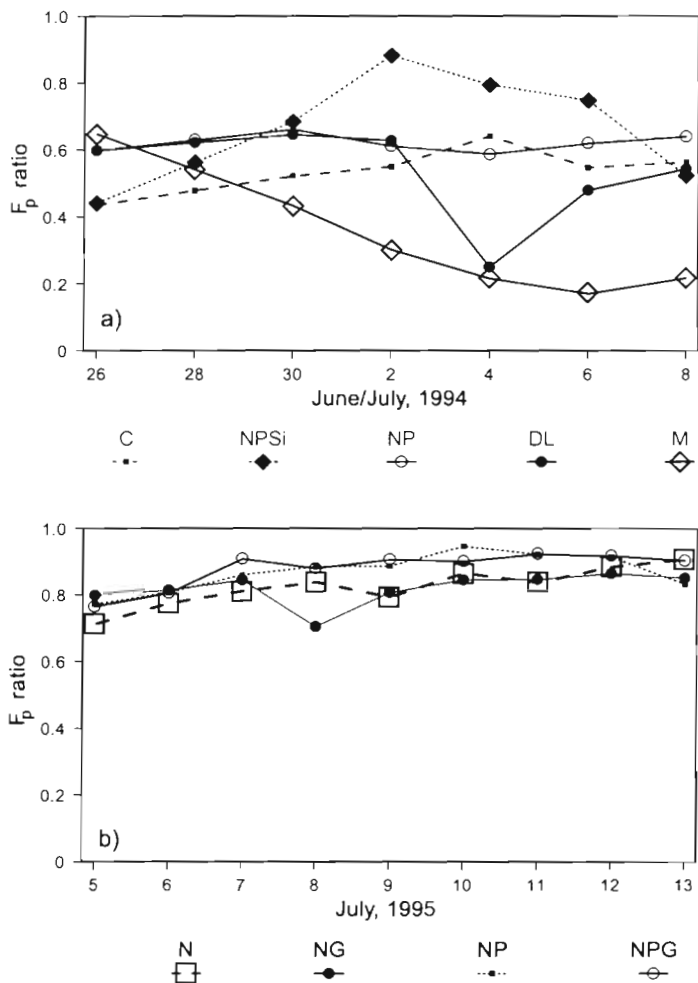 1.0
0.8
0.6
0.4
0.2
0
Fp ratio
a)
26 28 30 2 4 6 8
June/July, 1994
C NPSi NP DL M
1.0
0.8
0.6
0.4
0.2
0
Fp ratio
b)
5 6 7 8 9 10 11 12 13
July, 1995
N NG NP NPG